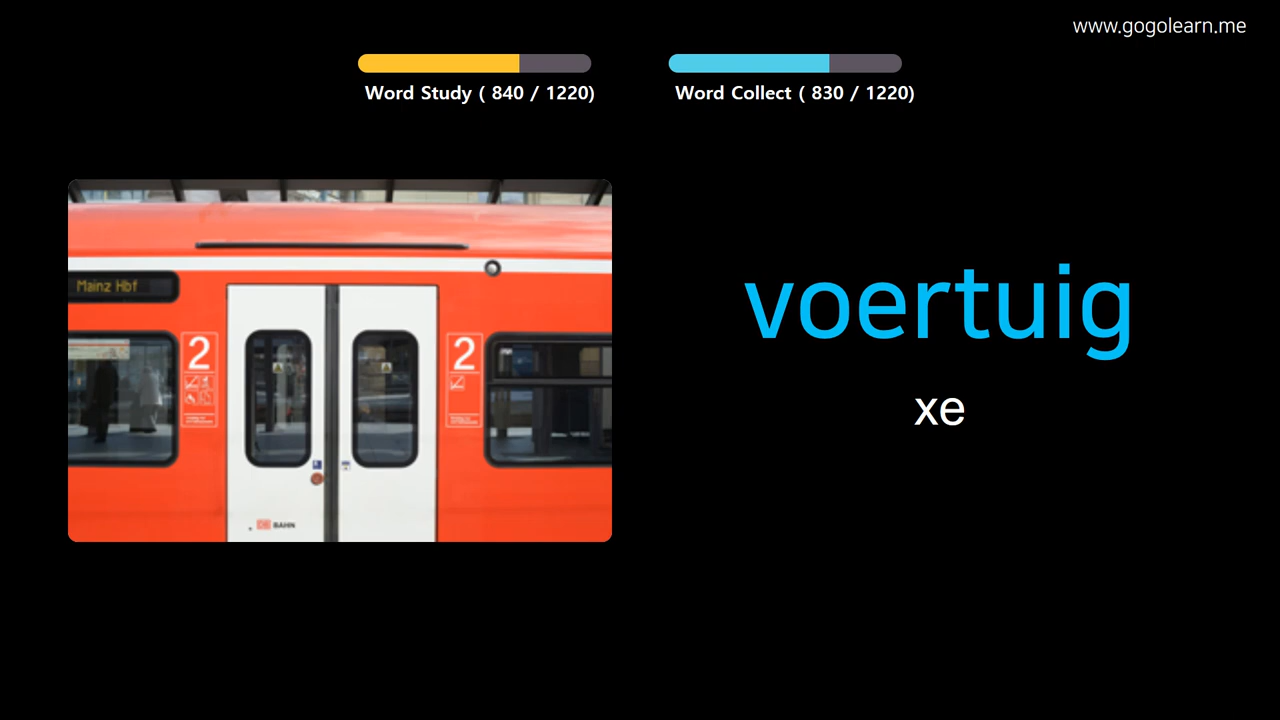 www.gogolearn.me
Word Study ( 840 / 1220)
Word Collect ( 830 / 1220)
Mainz Hbf
2
2
DB BAHN
voertuig
xe